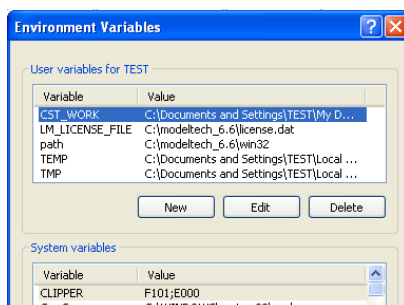 Environment Variables
User variables for TEST
Variable Value
CST_WORK C:\Documents and Settings\TEST\My D...
LM_LICENSE_FILE C:\modeltech_6.6\license.dat
path C:\modeltech_6.6\win32
TEMP C:\Documents and Settings\TEST\Local ...
TMP C:\Documents and Settings\TEST\Local ...
New Edit Delete
System variables
Variable Value
CLIPPER F101;E000